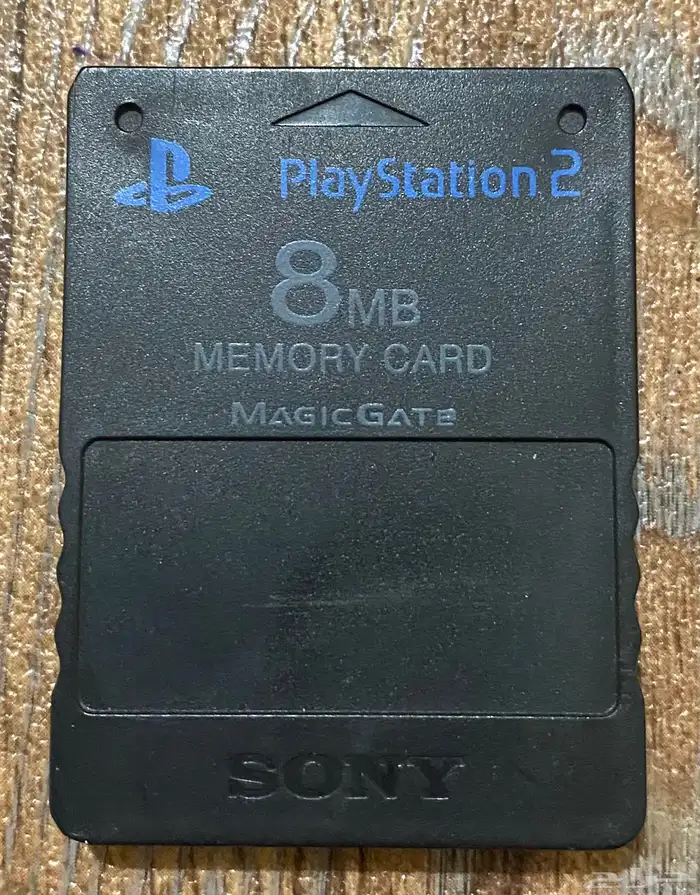 PlayStation 2
8MB
MEMORY CARD
MAGICGATE
SONY